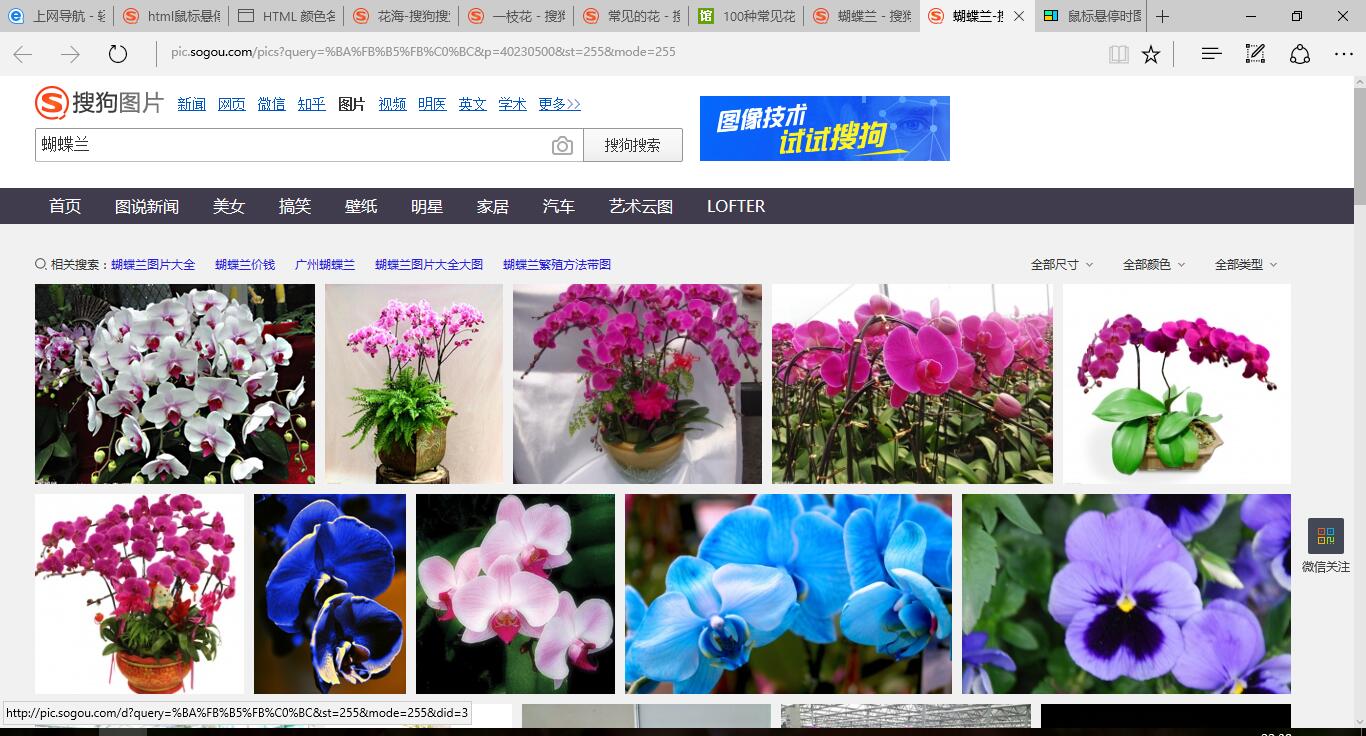 上网导航 - 轻
html鼠标悬停
HTML 颜色名
花海-搜狗搜
一枝花 - 搜狗
常见的花 - 搜
100种常见花
蝴蝶兰 - 搜狗
蝴蝶兰-搜
鼠标悬停时图
pic.sogou.com/pics?query=%BA%FB%B5%FB%C0%BC&p=40230500&st=255&mode=255
搜狗图片 新闻 网页 微信 知乎 图片 视频 明医 英文 学术 更多>>
蝴蝶兰
搜狗搜索
图像技术
试试搜狗
首页 图说新闻 美女 搞笑 壁纸 明星 家居 汽车 艺术云图 LOFTER
相关搜索：蝴蝶兰图片大全 蝴蝶兰价钱 广州蝴蝶兰 蝴蝶兰图片大全大图 蝴蝶兰繁殖方法带图 全部尺寸 全部颜色 全部类型
微信关注
http://pic.sogou.com/d?query=%BA%FB%B5%FB%C0%BC&st=255&mode=255&did=3